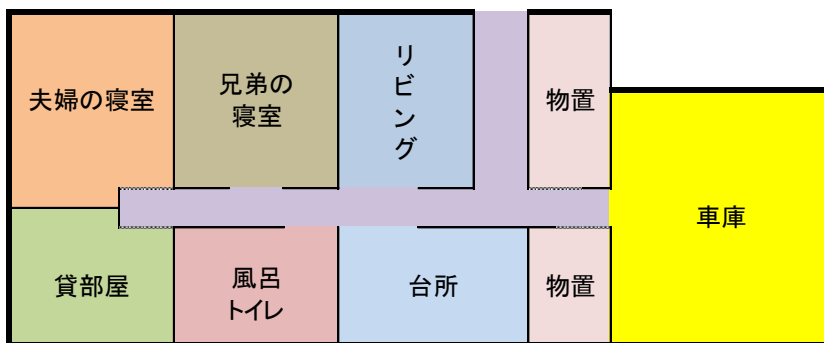 夫婦の寝室
兄弟の
寝室
リビング
物置
車庫
貸部屋
風呂
トイレ
台所
物置